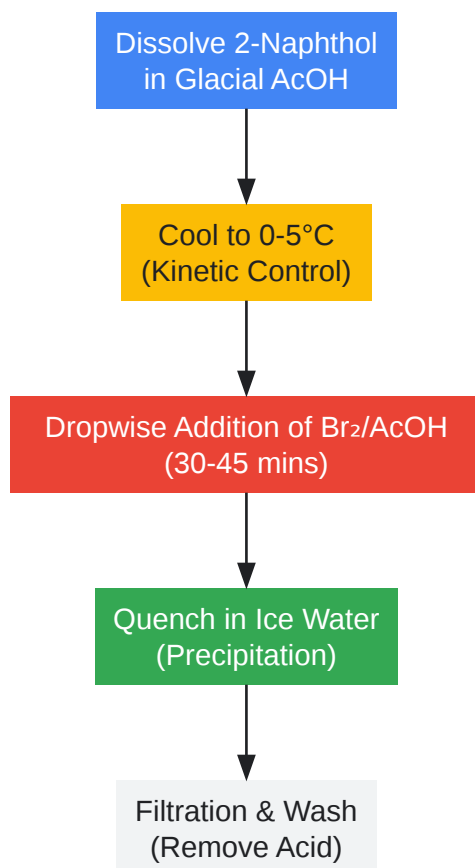 Dissolve 2-Naphthol
in Glacial AcOH
Cool to 0-5°C
(Kinetic Control)
Dropwise Addition of Br₂/AcOH
(30-45 mins)
Quench in Ice Water
(Precipitation)
Filtration & Wash
(Remove Acid)